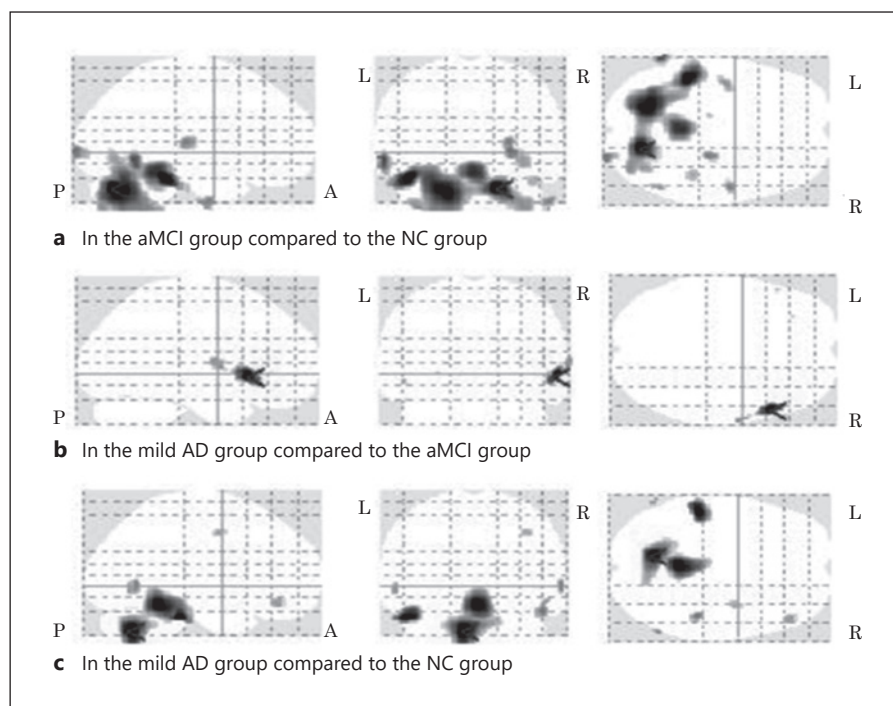 L R L
P A R
a In the aMCI group compared to the NC group
L R L
P A R
b In the mild AD group compared to the aMCI group
L R L
P A R
c In the mild AD group compared to the NC group